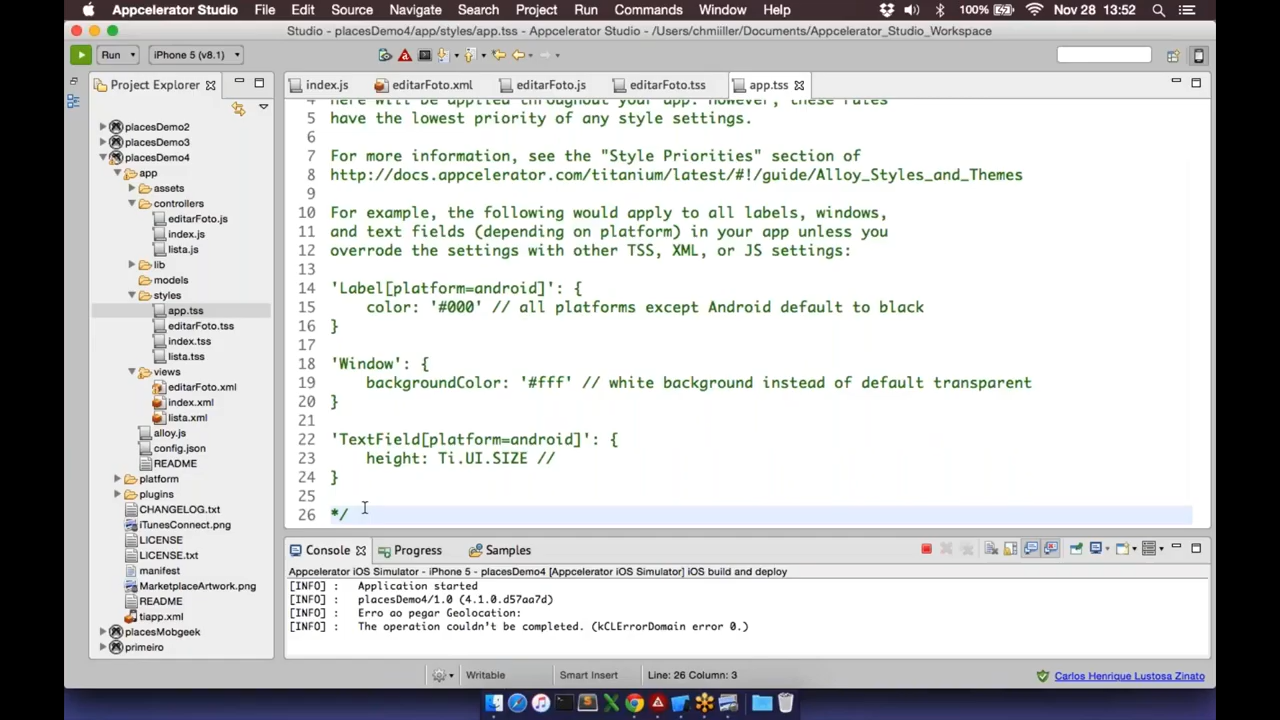 Appcelerator Studio File Edit Source Navigate Search Project Run Commands Window Help 100% Nov 28 13:52
Studio - placesDemo4/app/styles/app.tss - Appcelerator Studio - /Users/chmiiller/Documents/Appcelerator_Studio_Workspace
Run iPhone 5 (v8.1)
Project Explorer
placesDemo2
placesDemo3
placesDemo4
app
assets
controllers
editarFoto.js
index.js
lista.js
lib
models
styles
app.tss
editarFoto.tss
index.tss
lista.tss
views
editarFoto.xml
index.xml
lista.xml
alloy.js
config.json
README
platform
plugins
CHANGELOG.txt
iTunesConnect.png
LICENSE
LICENSE.txt
manifest
MarketplaceArtwork.png
README
tiapp.xml
placesMobgeek
primeiro
index.js editarFoto.xml editarFoto.js editarFoto.tss app.tss
4 here will be applied throughout your app. However, these rules
5 have the lowest priority of any style settings.
6
7 For more information, see the "Style Priorities" section of
8 http://docs.appcelerator.com/titanium/latest/#!/guide/Alloy_Styles_and_Themes
9
10 For example, the following would apply to all labels, windows,
11 and text fields (depending on platform) in your app unless you
12 overrode the settings with other TSS, XML, or JS settings:
13
14 'Label[platform=android]': {
15 color: '#000' // all platforms except Android default to black
16 }
17
18 'Window': {
19 backgroundColor: '#fff' // white background instead of default transparent
20 }
21
22 'TextField[platform=android]': {
23 height: Ti.UI.SIZE //
24 }
25
26 */
Console Progress Samples
Appcelerator iOS Simulator - iPhone 5 - placesDemo4 [Appcelerator iOS Simulator] iOS build and deploy
[INFO] : Application started
[INFO] : placesDemo4/1.0 (4.1.0.d57aa7d)
[INFO] : Erro ao pegar Geolocation:
[INFO] : The operation couldn't be completed. (kCLErrorDomain error 0.)
Writable Smart Insert Line: 26 Column: 3 Carlos Henrique Lustosa Zinato